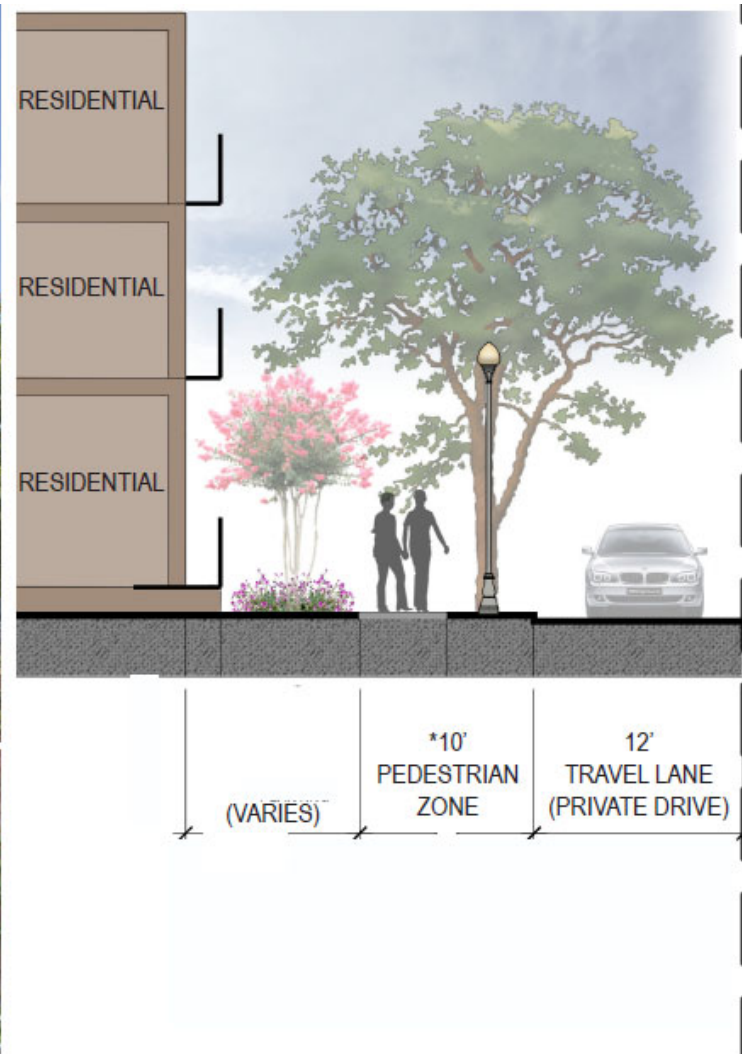 RESIDENTIAL
RESIDENTIAL
RESIDENTIAL
(VARIES)
*10’
PEDESTRIAN
ZONE
12’
TRAVEL LANE
(PRIVATE DRIVE)